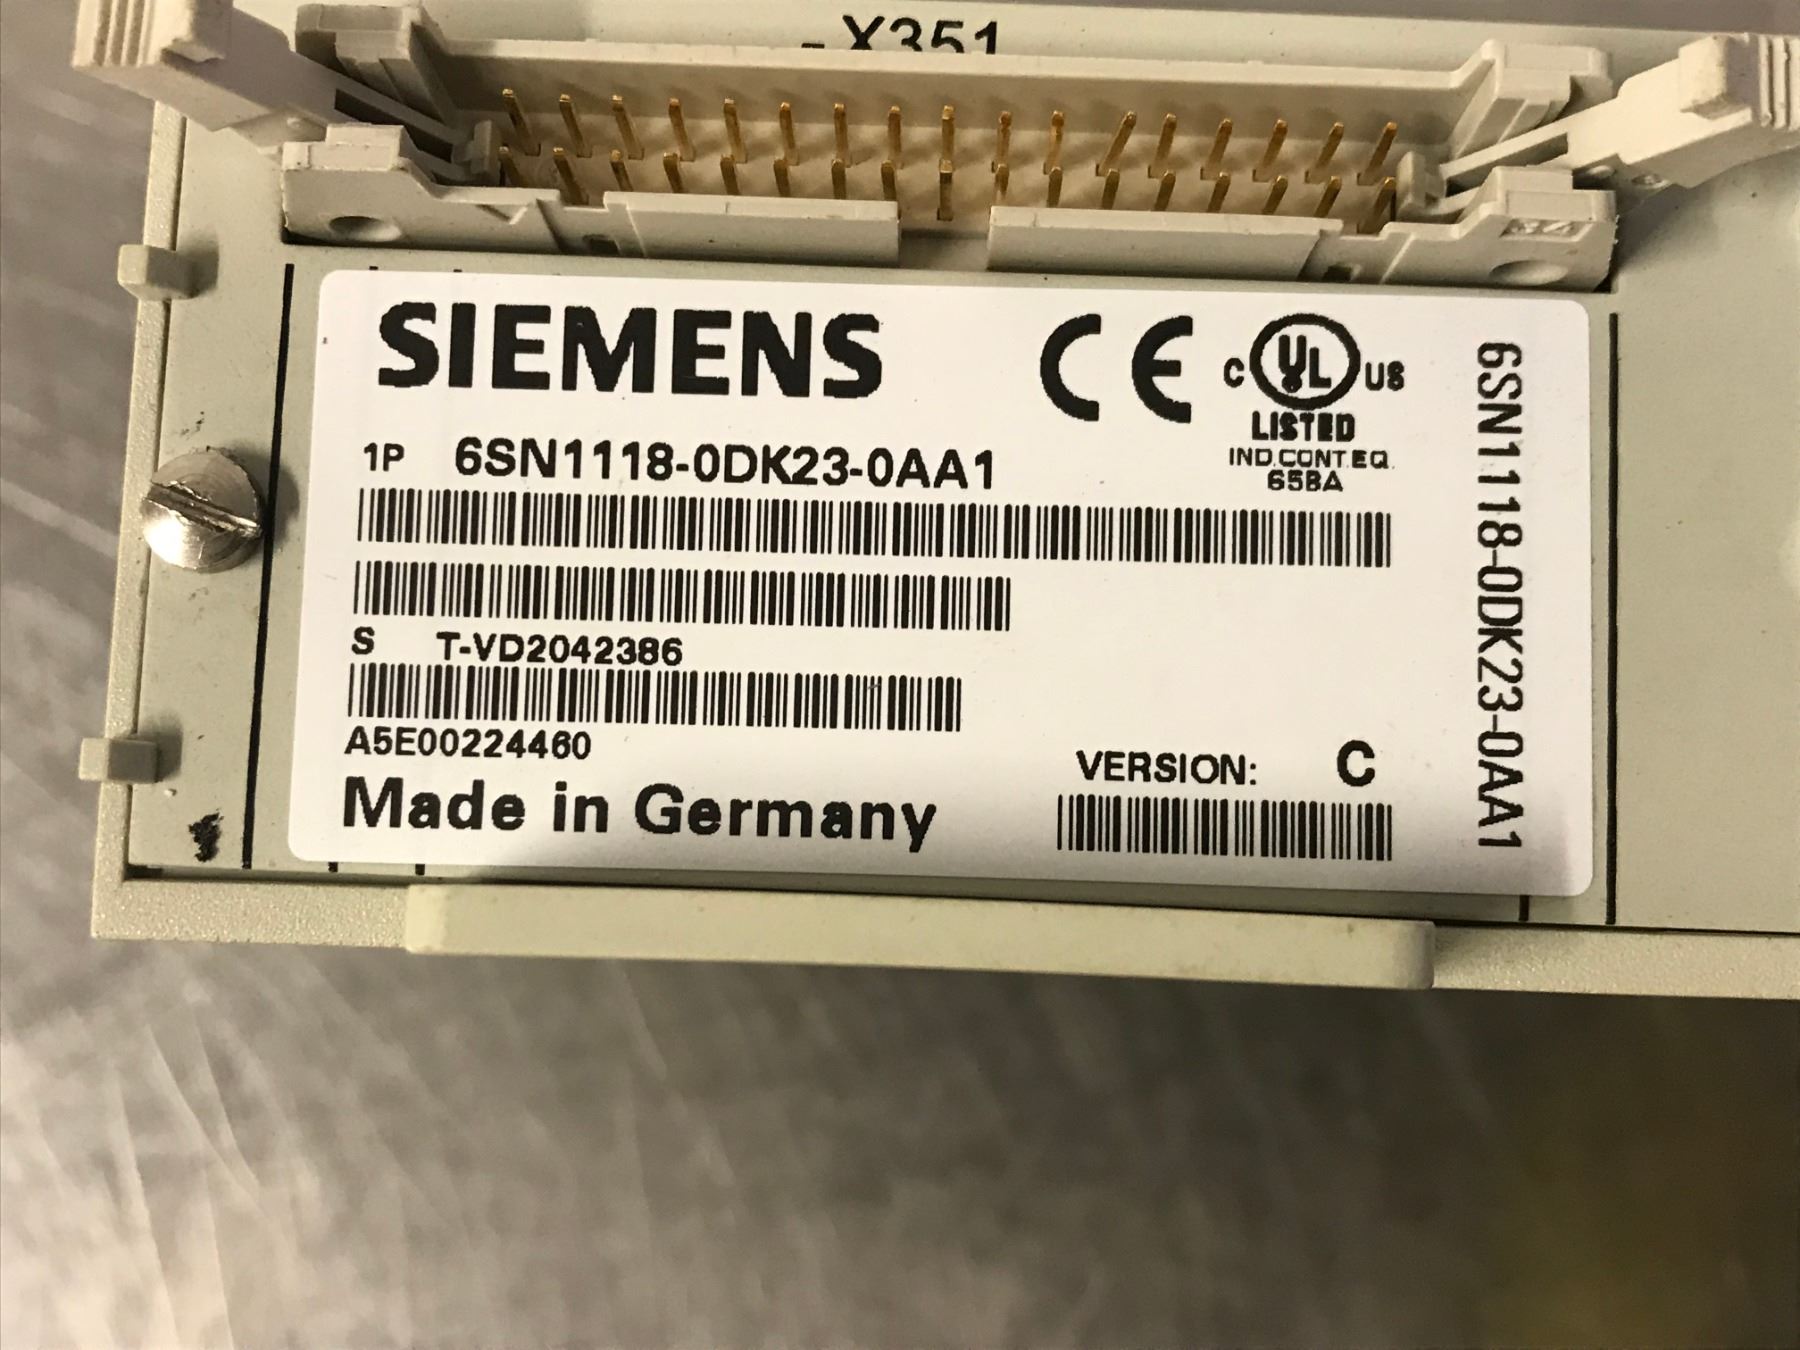 -X351
SIEMENS
CE
C UL US
LISTED
IND.CONT.EQ.
65BA
1P 6SN1118-0DK23-0AA1
S T-VD2042386
A5E00224460
Made in Germany
VERSION: C
6SN1118-0DK23-0AA1